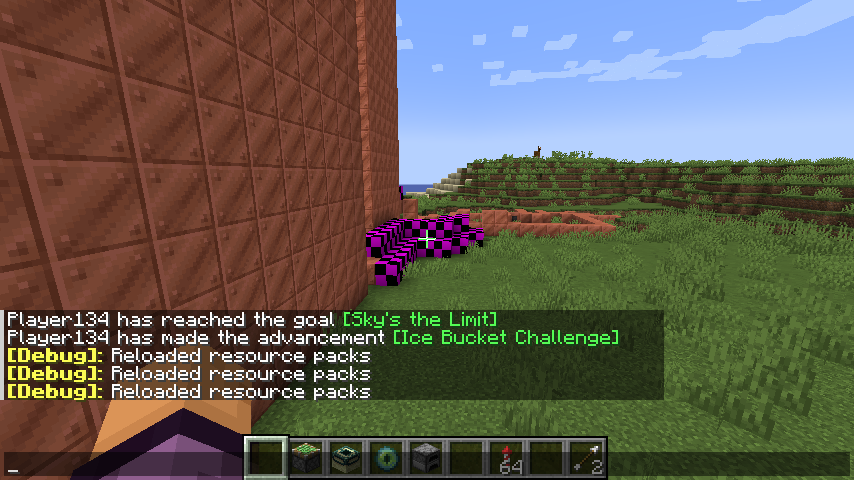 Player134 has reached the goal [Sky's the Limit]
Player134 has made the advancement [Ice Bucket Challenge]
[Debug]: Reloaded resource packs
[Debug]: Reloaded resource packs
[Debug]: Reloaded resource packs
_
64 2